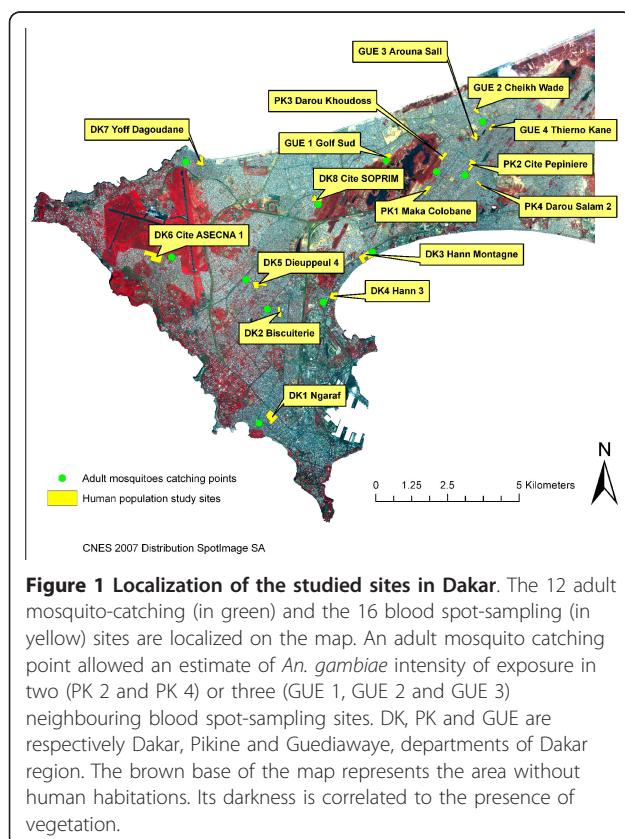 GUE 3 Arouna Sall
GUE 2 Cheikh Wade
PK3 Darou Khoudoss
GUE 4 Thierno Kane
DK7 Yoff Dagoudane
GUE 1 Golf Sud
PK2 Cite Pepiniere
DK8 Cite SOPRIM
PK1 Maka Colobane
PK4 Darou Salam 2
DK6 Cite ASECNA 1
DK3 Hann Montagne
DK5 Dieuppeul 4
DK4 Hann 3
DK2 Biscuiterie
DK1 Ngaraf
N
Adult mosquitoes catching points
Human population study sites
0 1.25 2.5 5 Kilometers
CNES 2007 Distribution SpotImage SA
Figure 1 Localization of the studied sites in Dakar. The 12 adult
mosquito-catching (in green) and the 16 blood spot-sampling (in
yellow) sites are localized on the map. An adult mosquito catching
point allowed an estimate of An. gambiae intensity of exposure in
two (PK 2 and PK 4) or three (GUE 1, GUE 2 and GUE 3)
neighbouring blood spot-sampling sites. DK, PK and GUE are
respectively Dakar, Pikine and Guediawaye, departments of Dakar
region. The brown base of the map represents the area without
human habitations. Its darkness is correlated to the presence of
vegetation.